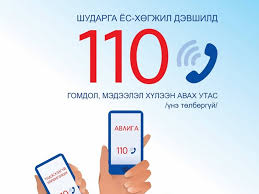 ШУДАРГА ЁС-ХӨГЖИЛ ДЭВШИЛД
110
ГОМДОЛ, МЭДЭЭЛЭЛ ХҮЛЭЭН АВАХ УТАС
/үнэ төлбөргүй/
АВЛИГА
110